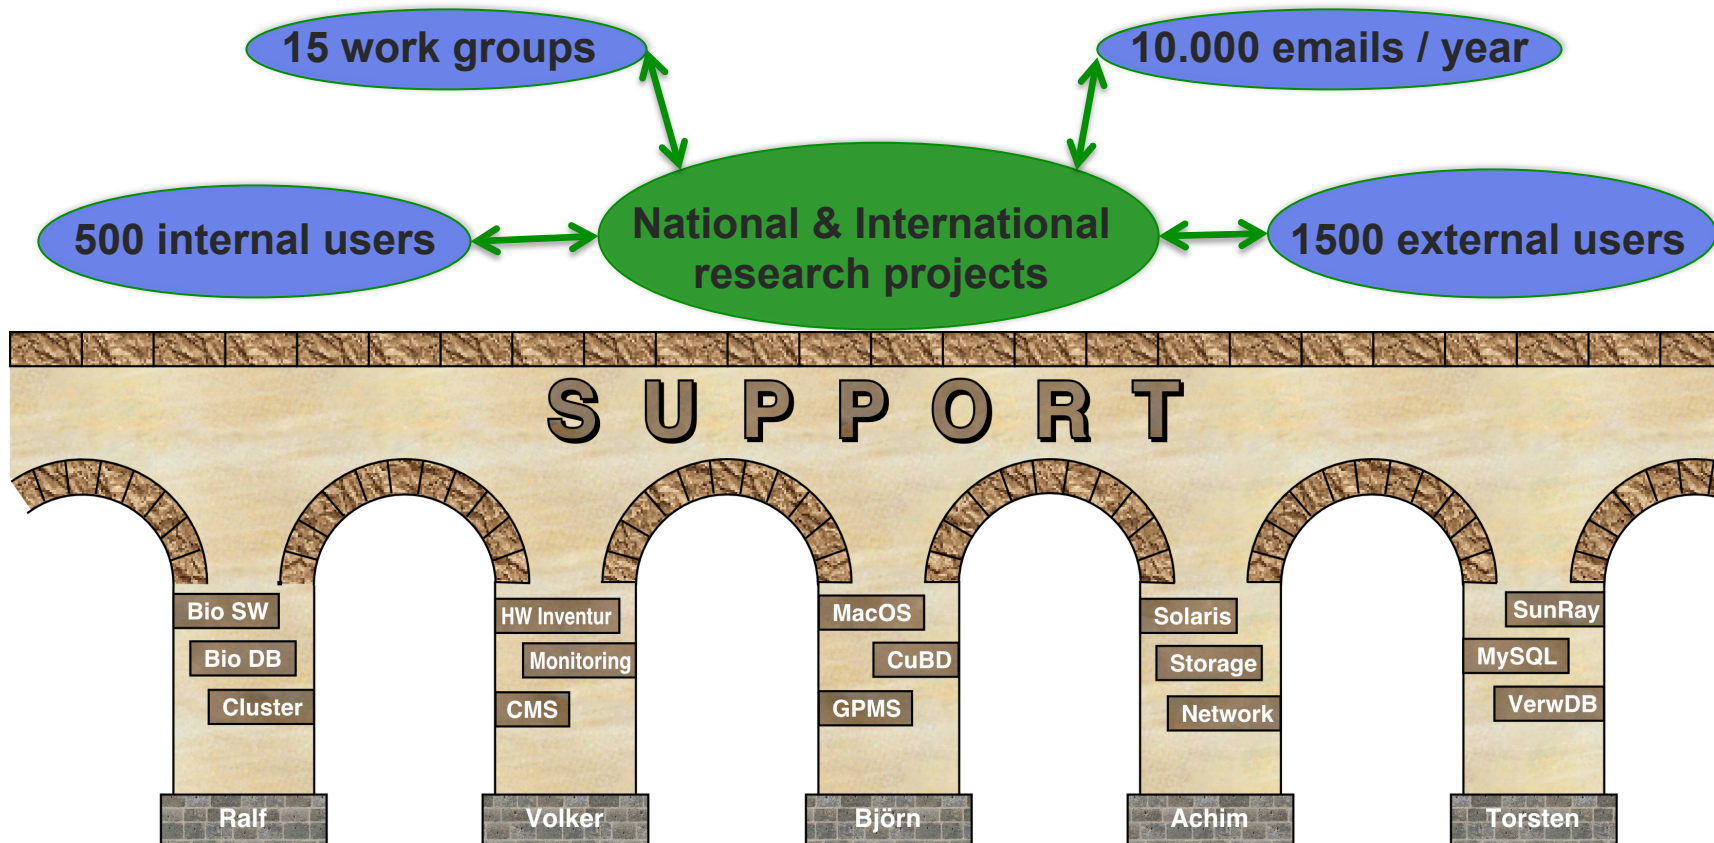 15 work groups
10.000 emails / year
500 internal users
National & International
research projects
1500 external users
SUPPORT
Bio SW
Bio DB
Cluster
Ralf
HW Inventur
Monitoring
CMS
Volker
MacOS
CuBD
GPMS
Björn
Solaris
Storage
Network
Achim
SunRay
MySQL
VerwDB
Torsten